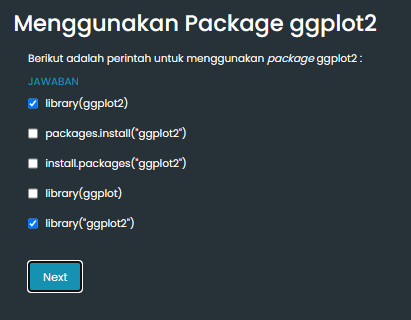 Menggunakan Package ggplot2
Berikut adalah perintah untuk menggunakan package ggplot2 :
JAWABAN
library(ggplot2)
packages.install("ggplot2")
install.packages("ggplot2")
library(ggplot)
library("ggplot2")
Next